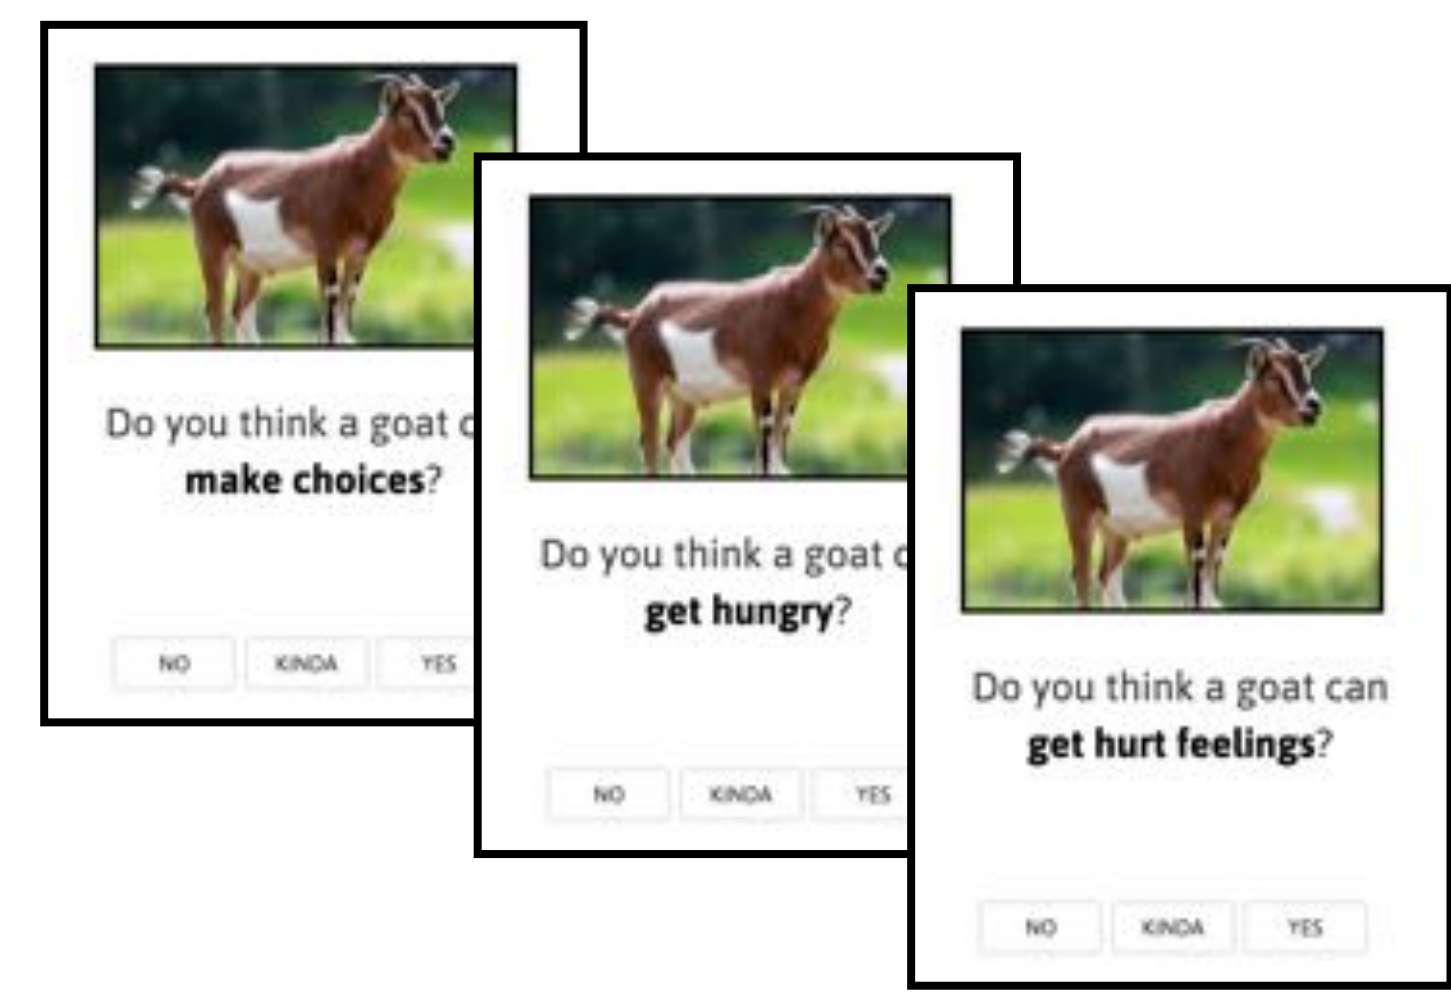 Do you think a goat c
make choices?
NO KINDA YES
Do you think a goat c
get hungry?
NO KINDA YES
Do you think a goat can
get hurt feelings?
NO KINDA YES